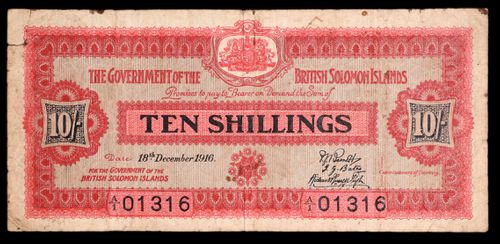 THE GOVERNMENT OF THE BRITISH SOLOMON ISLANDS
Promises to pay to Bearer on Demand the Sum of
10/- TEN SHILLINGS 10/-
Date 18th December 1916.
FOR THE GOVERNMENT OF THE
BRITISH SOLOMON ISLANDS
Commissioners of Currency
A/1 01316 A/1 01316